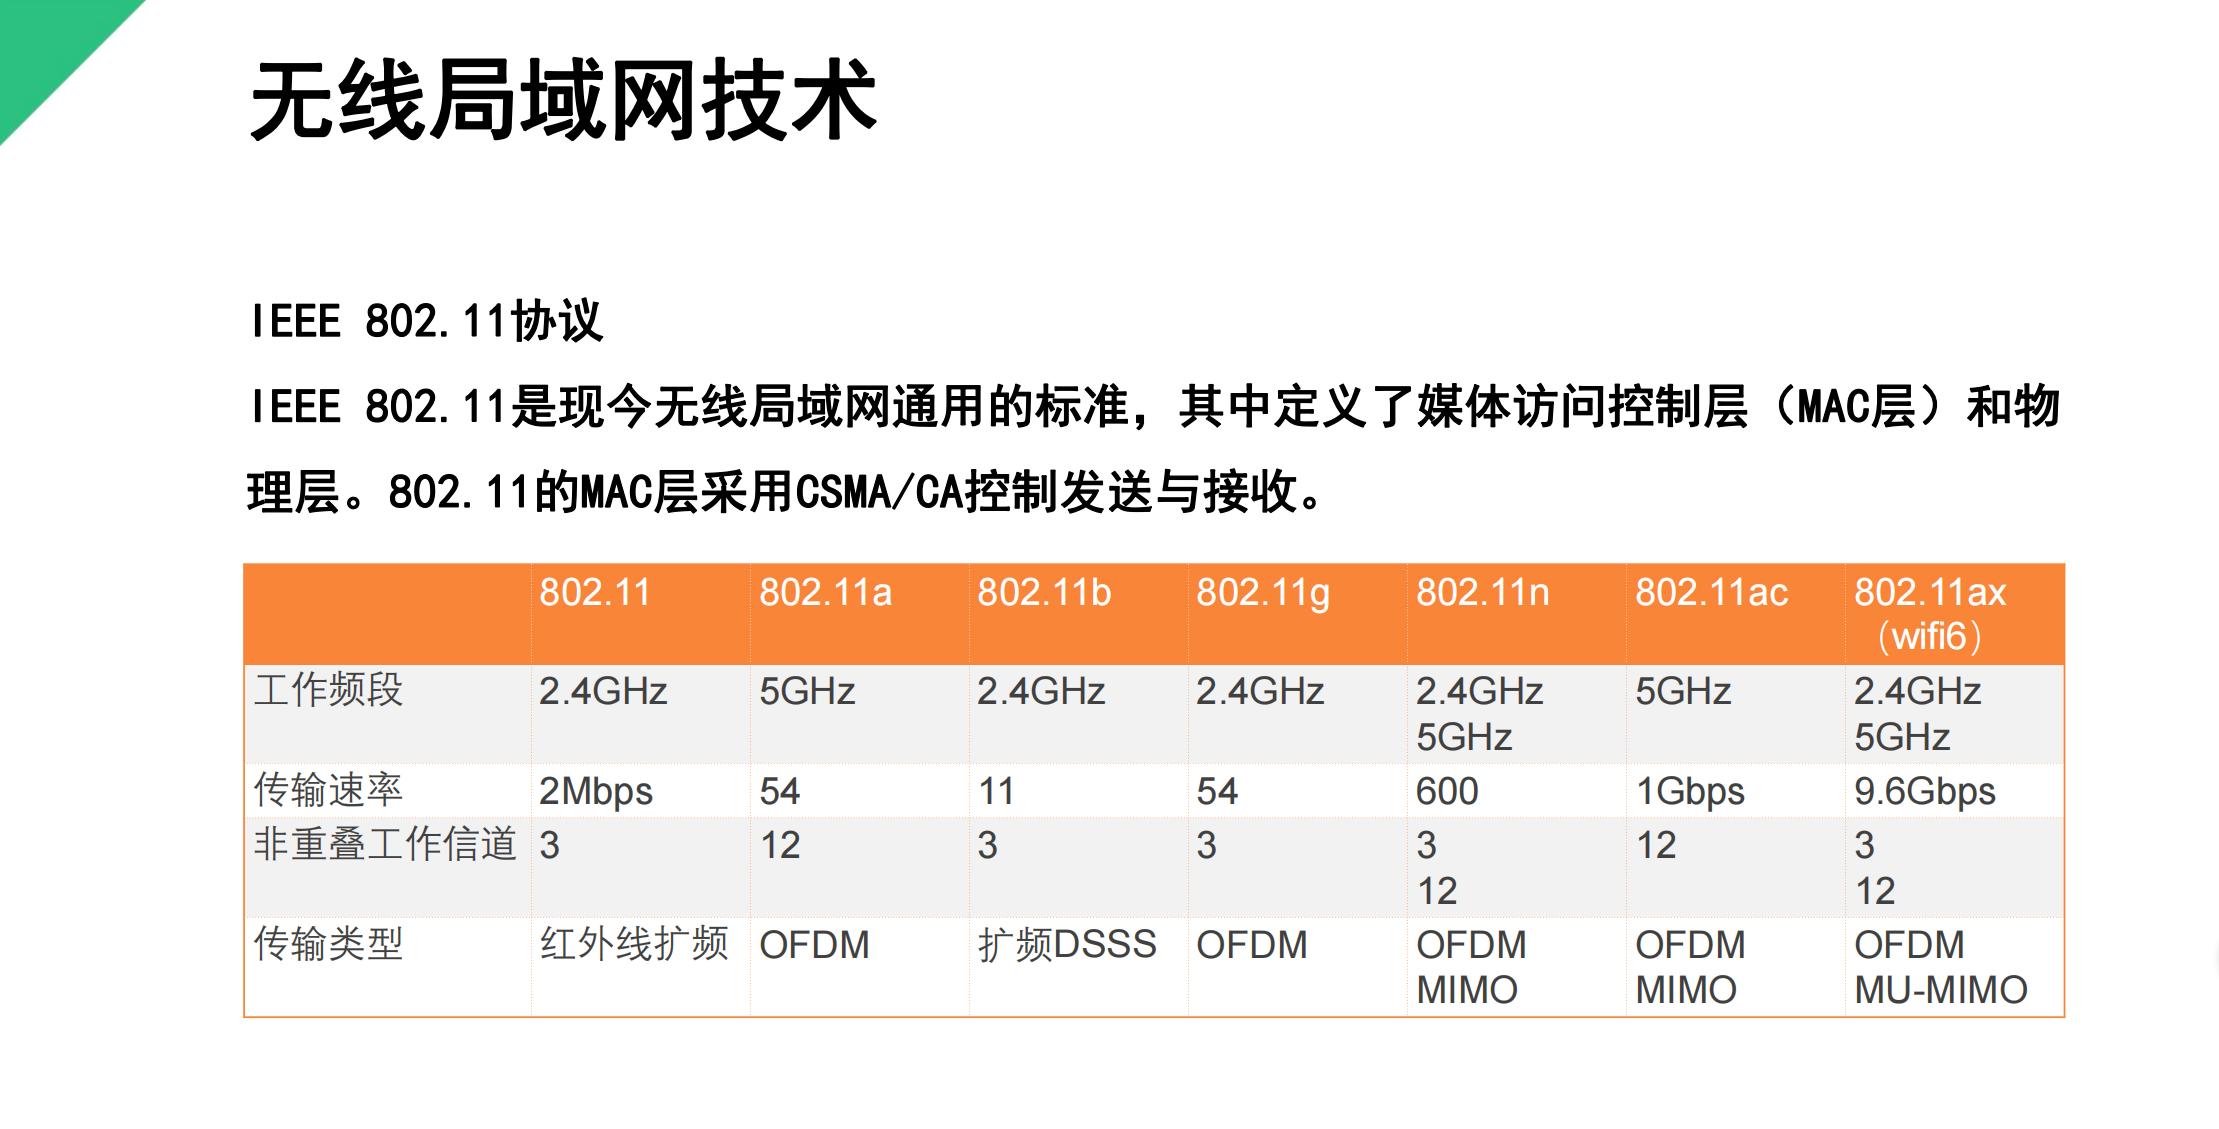 无线局域网技术
IEEE 802.11协议
IEEE 802.11是现今无线局域网通用的标准，其中定义了媒体访问控制层（MAC层）和物
理层。802.11的MAC层采用CSMA/CA控制发送与接收。
802.11 802.11a 802.11b 802.11g 802.11n 802.11ac 802.11ax
（wifi6）
工作频段 2.4GHz 5GHz 2.4GHz 2.4GHz 2.4GHz 5GHz 2.4GHz
5GHz 5GHz
传输速率 2Mbps 54 11 54 600 1Gbps 9.6Gbps
非重叠工作信道 3 12 3 3 3 12 3
12 12
传输类型 红外线扩频 OFDM 扩频DSSS OFDM OFDM OFDM OFDM
MIMO MIMO MU-MIMO